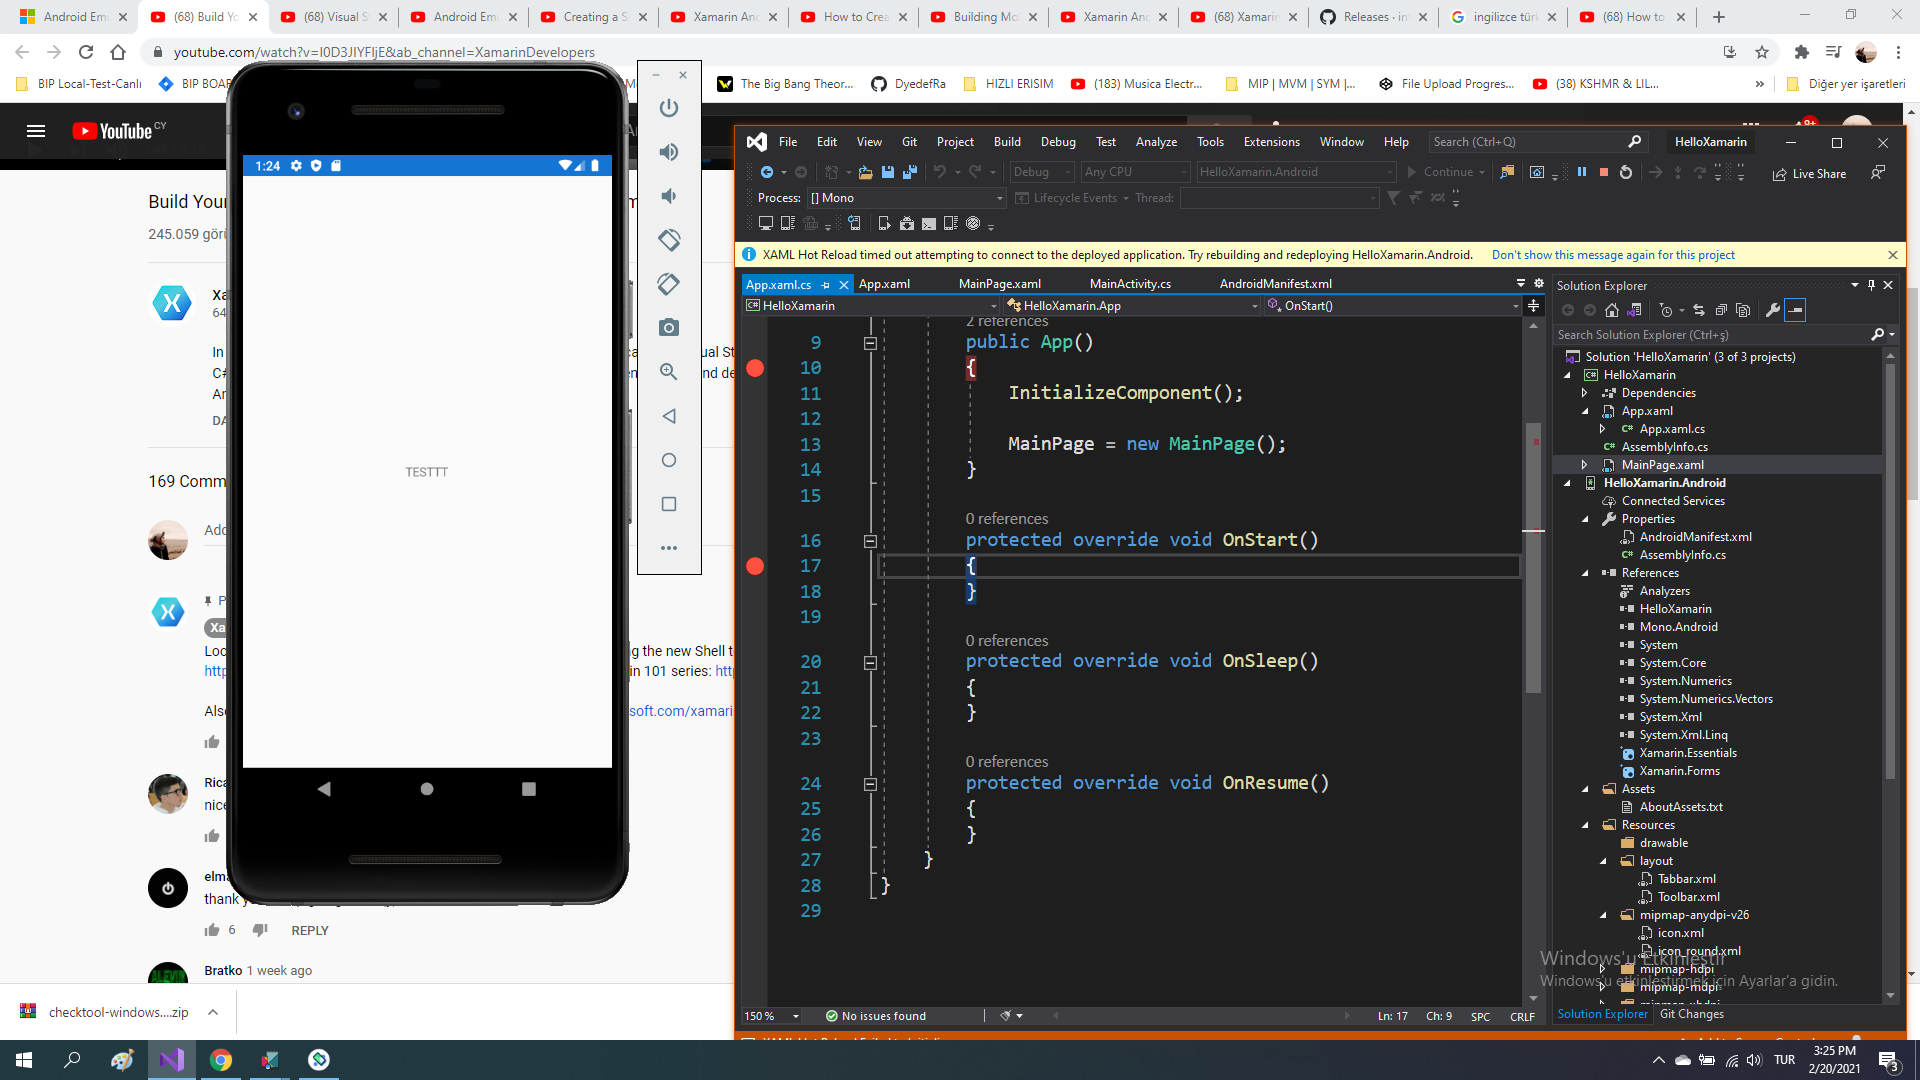 Android Em
(68) Build Yo
(68) Visual S
Android Em
Creating a S
Xamarin An
How to Crea
Building Mo
Xamarin An
(68) Xamarin
Releases · in
ingilizce türk
(68) How to
youtube.com/watch?v=I0D3JIYFIjE&ab_channel=XamarinDevelopers
BIP Local-Test-Canlı
BIP BOAR
The Big Bang Theor...
DyedefRa
HIZLI ERISIM
(183) Musica Electr...
MIP | MVM | SYM |...
File Upload Progres...
(38) KSHMR & LIL...
»
Diğer yer işaretleri
YouTube CY
9+
Build Your
245.059 görü
Xa
64
In
C#
An
DA
169 Comm
Add
P
Xa
Loo
http
Also
Rica
nice
elma
thank y
6
REPLY
Bratko 1 week ago
ual St
nd de
g the new Shell t
in 101 series: htt
soft.com/xamari
1:24
TESTTT
File
Edit
View
Git
Project
Build
Debug
Test
Analyze
Tools
Extensions
Window
Help
Search (Ctrl+Q)
HelloXamarin
Debug
Any CPU
HelloXamarin.Android
Continue
Live Share
Process:
[] Mono
Lifecycle Events
Thread:
XAML Hot Reload timed out attempting to connect to the deployed application. Try rebuilding and redeploying HelloXamarin.Android.
Don't show this message again for this project
App.xaml.cs
App.xaml
MainPage.xaml
MainActivity.cs
AndroidManifest.xml
HelloXamarin
HelloXamarin.App
OnStart()
2 references
9 public App()
10 {
11 InitializeComponent();
12
13 MainPage = new MainPage();
14 }
15
0 references
16 protected override void OnStart()
17 {
18 }
19
0 references
20 protected override void OnSleep()
21 {
22 }
23
0 references
24 protected override void OnResume()
25 {
26 }
27 }
28 }
29
150 %
No issues found
Ln: 17
Ch: 9
SPC
CRLF
Solution Explorer
Search Solution Explorer (Ctrl+ş)
Solution 'HelloXamarin' (3 of 3 projects)
HelloXamarin
Dependencies
App.xaml
App.xaml.cs
AssemblyInfo.cs
MainPage.xaml
HelloXamarin.Android
Connected Services
Properties
AndroidManifest.xml
AssemblyInfo.cs
References
Analyzers
HelloXamarin
Mono.Android
System
System.Core
System.Numerics
System.Numerics.Vectors
System.Xml
System.Xml.Linq
Xamarin.Essentials
Xamarin.Forms
Assets
AboutAssets.txt
Resources
drawable
layout
Tabbar.xml
Toolbar.xml
mipmap-anydpi-v26
icon.xml
icon_round.xml
mipmap-hdpi
mipmap-mdpi
Windows'u Etkinleştir
Windows'u etkinleştirmek için Ayarlar'a gidin.
Solution Explorer
Git Changes
checktool-windows....zip
TUR
3:25 PM
2/20/2021
3